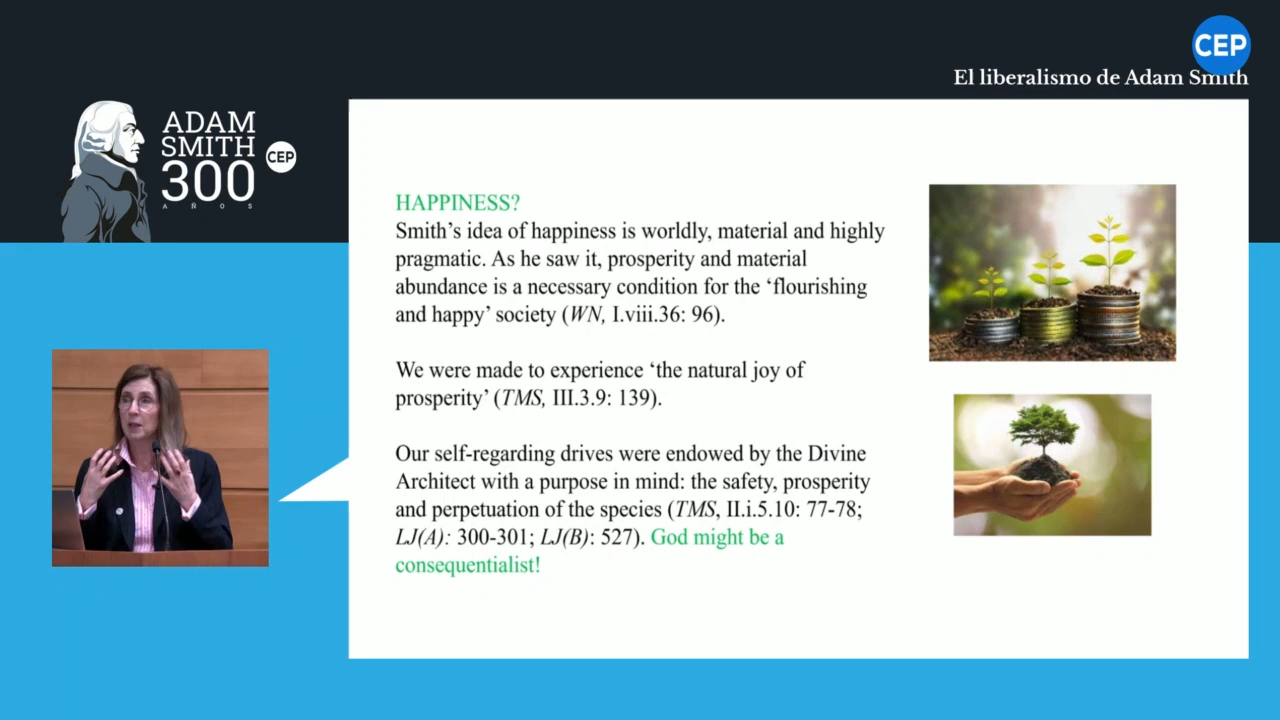 CEP
El liberalismo de Adam Smith
ADAM
SMITH
300
AÑOS
CEP
HAPPINESS?
Smith’s idea of happiness is worldly, material and highly
pragmatic. As he saw it, prosperity and material
abundance is a necessary condition for the ‘flourishing
and happy’ society (WN, I.viii.36: 96).
We were made to experience ‘the natural joy of
prosperity’ (TMS, III.3.9: 139).
Our self-regarding drives were endowed by the Divine
Architect with a purpose in mind: the safety, prosperity
and perpetuation of the species (TMS, II.i.5.10: 77-78;
LJ(A): 300-301; LJ(B): 527). God might be a
consequentialist!